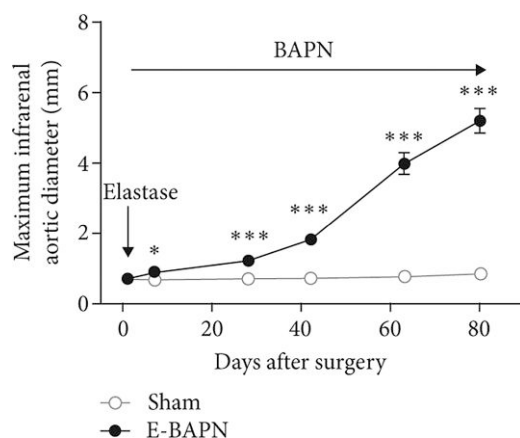 Maximum infrarenal
aortic diameter (mm)
8
6
4
2
0
BAPN
Elastase
*
***
***
***
***
0 20 40 60 80
Days after surgery
Sham
E-BAPN